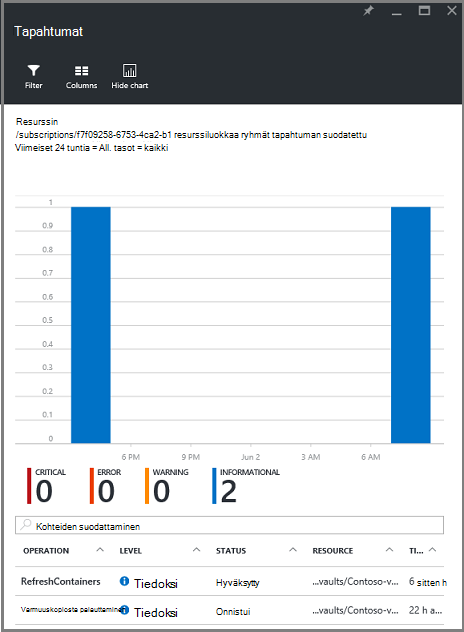 Tapahtumat
Filter Columns Hide chart
Resurssin
/subscriptions/f7f09258-6753-4ca2-b1 resurssiluokkaa ryhmät tapahtuman suodatettu
Viimeiset 24 tuntia = All. tasot = kaikki
1
0.9
0.8
0.7
0.6
0.5
0.4
0.3
0.2
0.1
0
6 PM 9 PM Jun 2 3 AM 6 AM
CRITICAL ERROR WARNING INFORMATIONAL
0 0 0 2
Kohteiden suodattaminen
OPERATION LEVEL STATUS RESOURCE TI...
RefreshContainers Tiedoksi Hyväksytty ...vaults/Contoso-v... 6 sitten h
Varmuuskopioste palauttaminen Tiedoksi Onnistui ...vaults/Contoso-v... 22 h a...